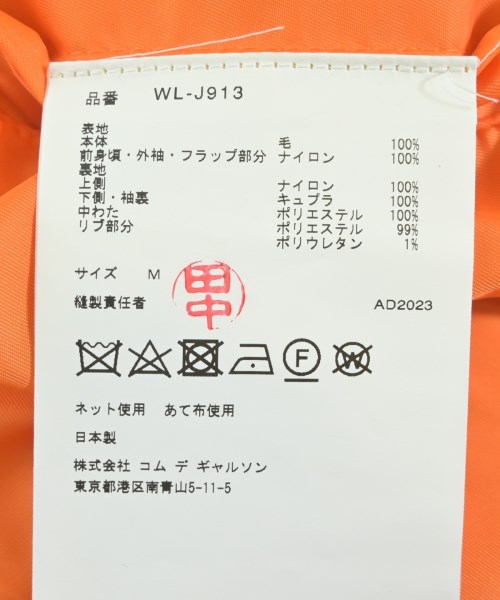 品番 WL-J913
表地
本体 毛 100%
前身頃・外袖・フラップ部分 ナイロン 100%
裏地
上側 ナイロン 100%
下側・袖裏 キュプラ 100%
中わた ポリエステル 100%
リブ部分 ポリエステル 99%
ポリウレタン 1%
サイズ M
田中
縫製責任者 AD2023
F W
ネット使用 あて布使用
日本製
株式会社 コム デ ギャルソン
東京都港区南青山5-11-5